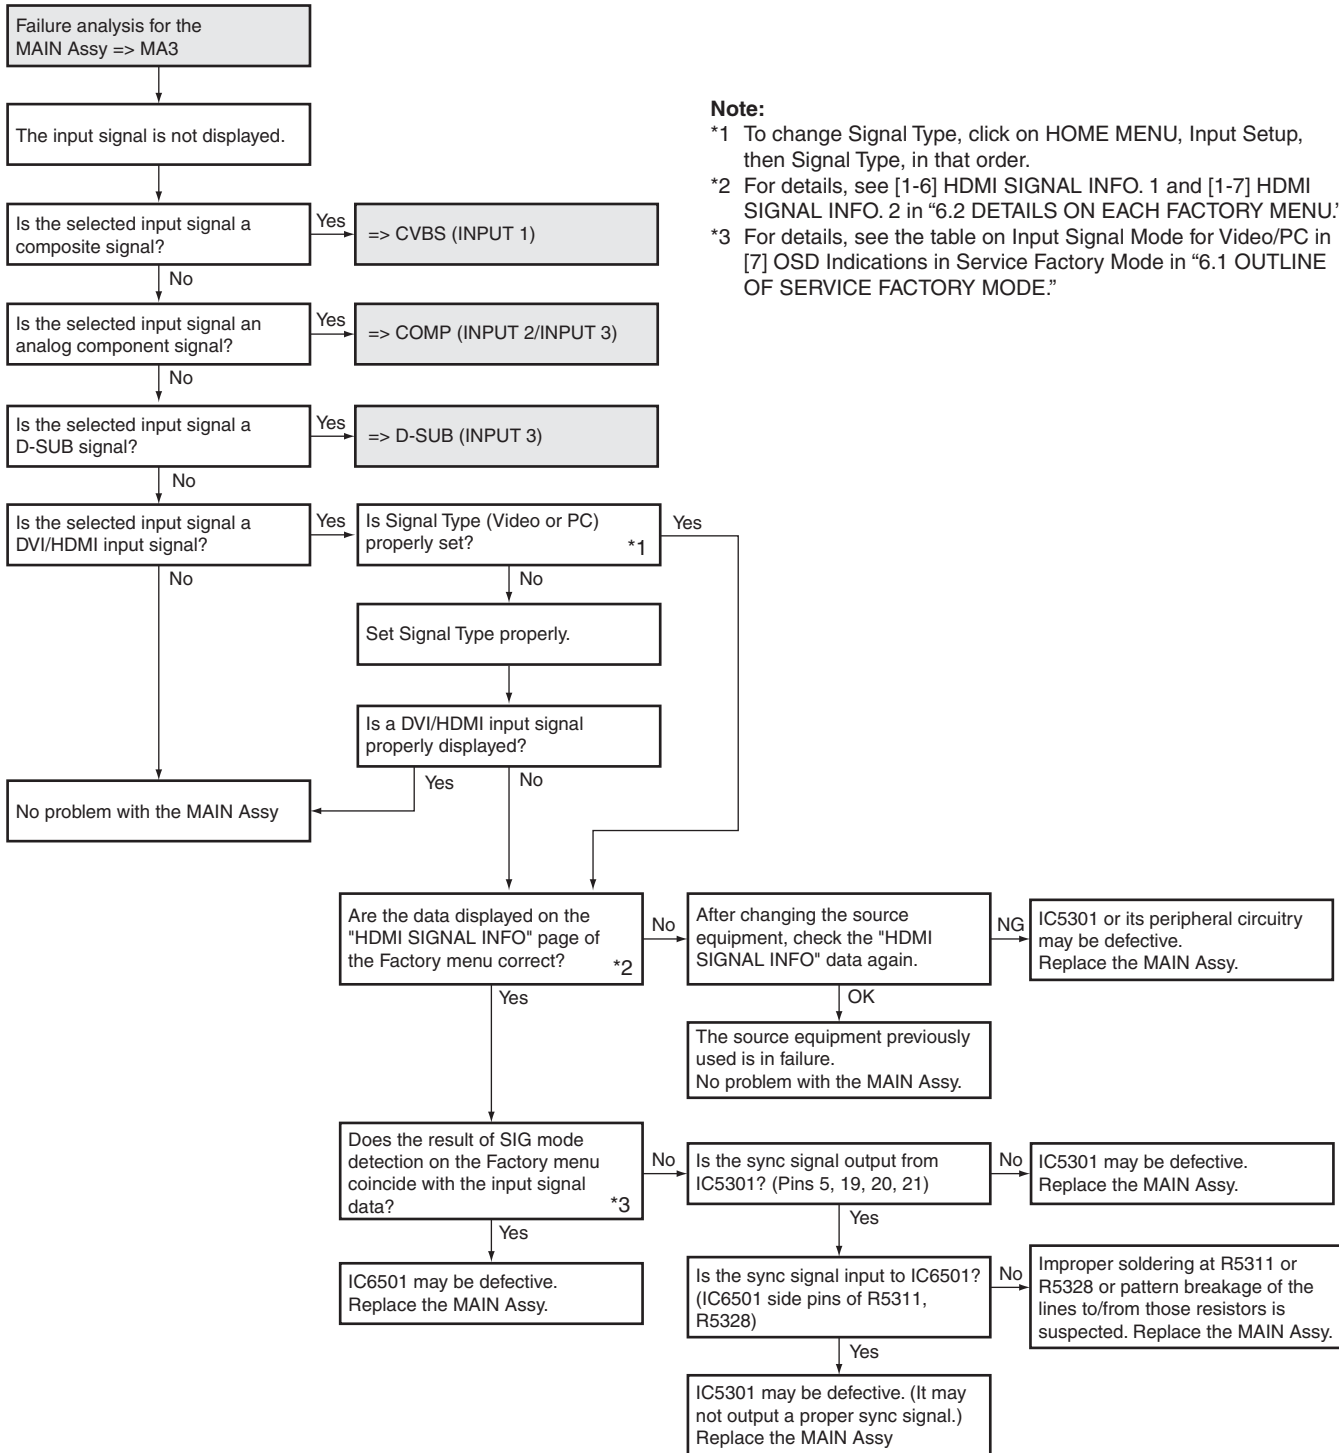 Failure analysis for the
MAIN Assy => MA3
The input signal is not displayed.
Note:
*1 To change Signal Type, click on HOME MENU, Input Setup,
then Signal Type, in that order.
*2 For details, see [1-6] HDMI SIGNAL INFO. 1 and [1-7] HDMI
SIGNAL INFO. 2 in “6.2 DETAILS ON EACH FACTORY MENU.”
*3 For details, see the table on Input Signal Mode for Video/PC in
[7] OSD Indications in Service Factory Mode in “6.1 OUTLINE
OF SERVICE FACTORY MODE.”
Is the selected input signal a
composite signal?
Yes
=> CVBS (INPUT 1)
No
Is the selected input signal an
analog component signal?
Yes
=> COMP (INPUT 2/INPUT 3)
No
Is the selected input signal a
D-SUB signal?
Yes
=> D-SUB (INPUT 3)
No
Is the selected input signal a
DVI/HDMI input signal?
Yes
Is Signal Type (Video or PC)
properly set?
*1
Yes
No
No
Set Signal Type properly.
Is a DVI/HDMI input signal
properly displayed?
Yes
No
No problem with the MAIN Assy
Are the data displayed on the
"HDMI SIGNAL INFO" page of
the Factory menu correct?
*2
No
After changing the source
equipment, check the "HDMI
SIGNAL INFO" data again.
NG
IC5301 or its peripheral circuitry
may be defective.
Replace the MAIN Assy.
Yes
OK
The source equipment previously
used is in failure.
No problem with the MAIN Assy.
Does the result of SIG mode
detection on the Factory menu
coincide with the input signal
data?
*3
No
Is the sync signal output from
IC5301? (Pins 5, 19, 20, 21)
No
IC5301 may be defective.
Replace the MAIN Assy.
Yes
Yes
IC6501 may be defective.
Replace the MAIN Assy.
Is the sync signal input to IC6501?
(IC6501 side pins of R5311,
R5328)
No
Improper soldering at R5311 or
R5328 or pattern breakage of the
lines to/from those resistors is
suspected. Replace the MAIN Assy.
Yes
IC5301 may be defective. (It may
not output a proper sync signal.)
Replace the MAIN Assy